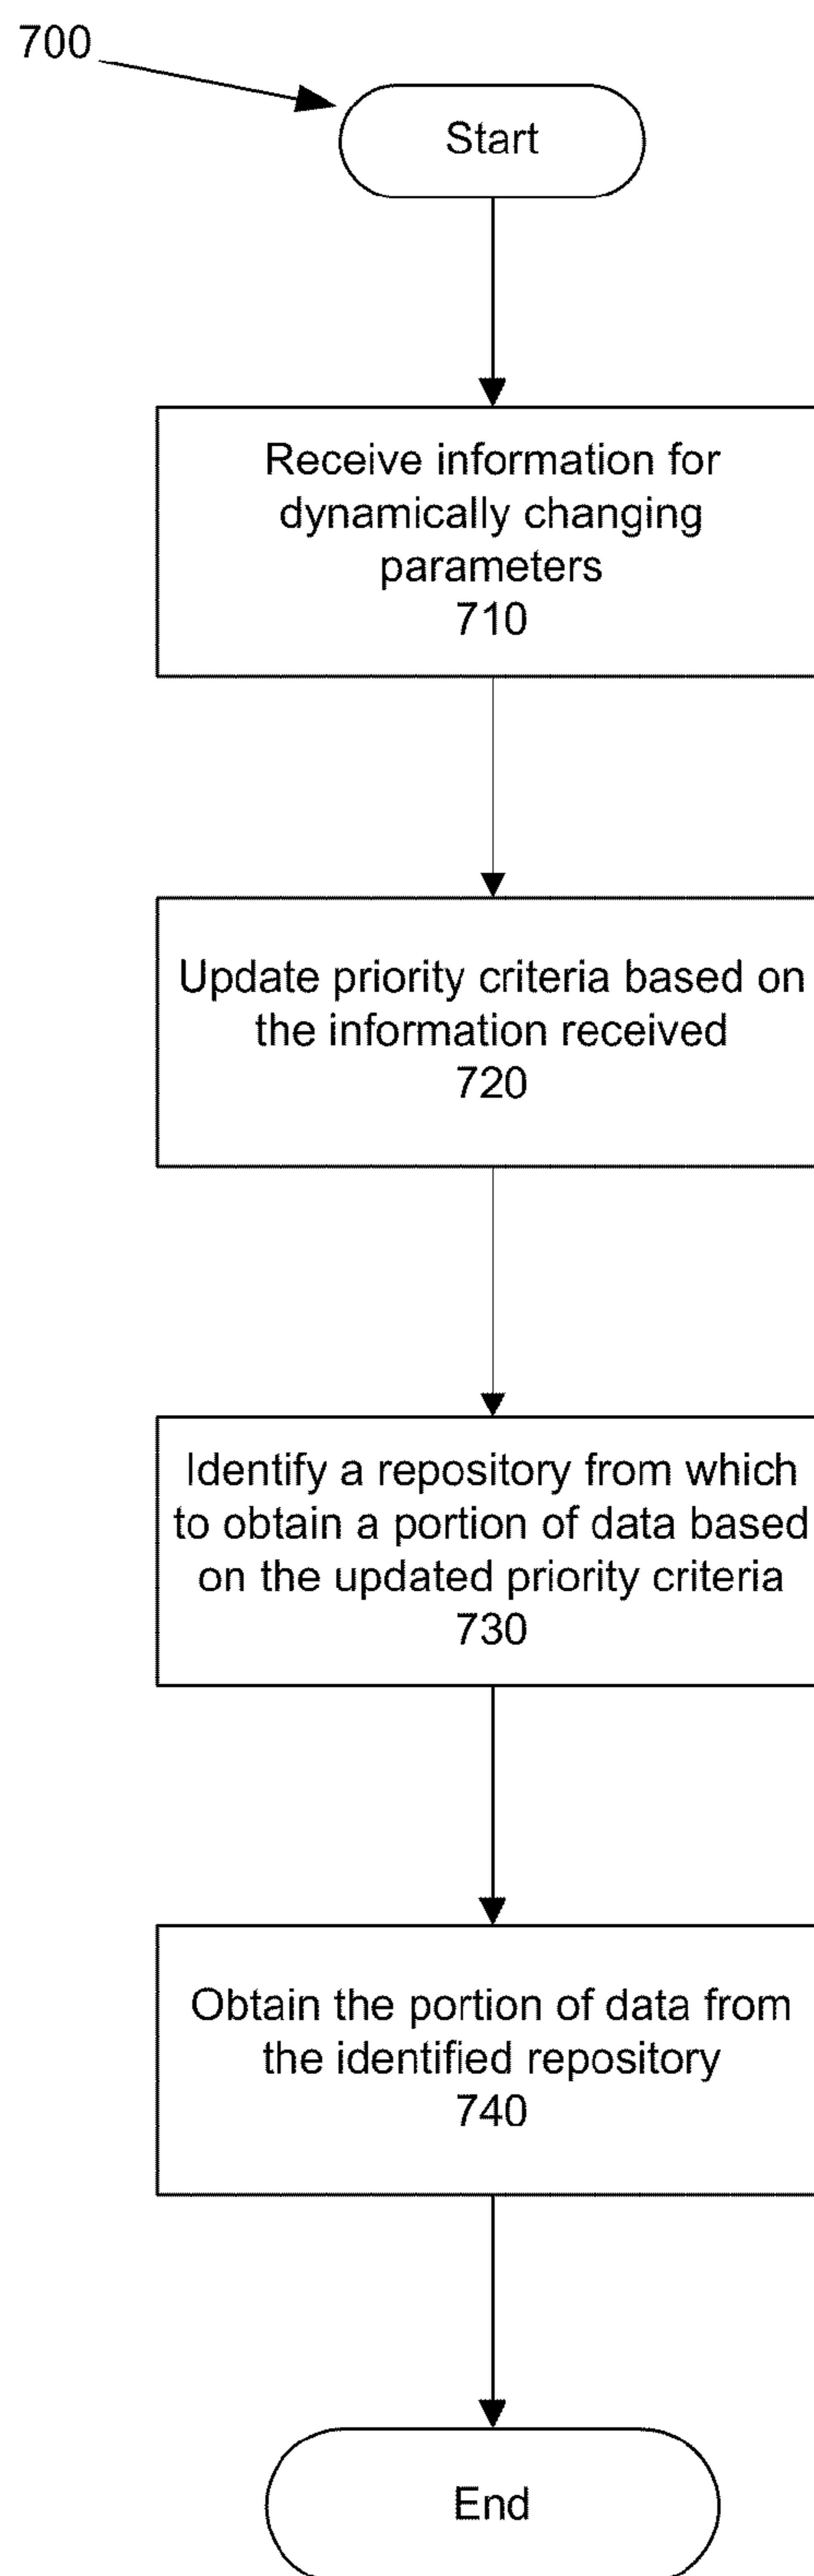 700
Start
Receive information for
dynamically changing
parameters
710
Update priority criteria based on
the information received
720
Identify a repository from which
to obtain a portion of data based
on the updated priority criteria
730
Obtain the portion of data from
the identified repository
740
End